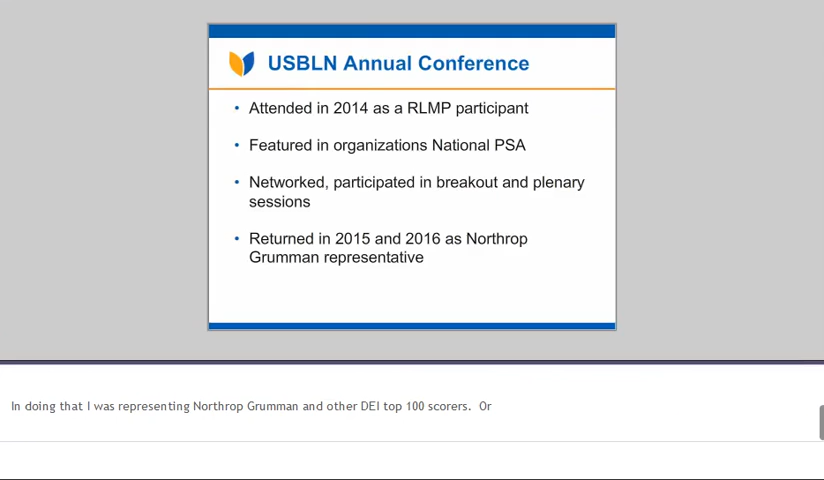 USBLN Annual Conference
• Attended in 2014 as a RLMP participant
• Featured in organizations National PSA
• Networked, participated in breakout and plenary
sessions
• Returned in 2015 and 2016 as Northrop
Grumman representative
In doing that I was representing Northrop Grumman and other DEI top 100 scorers.  Or